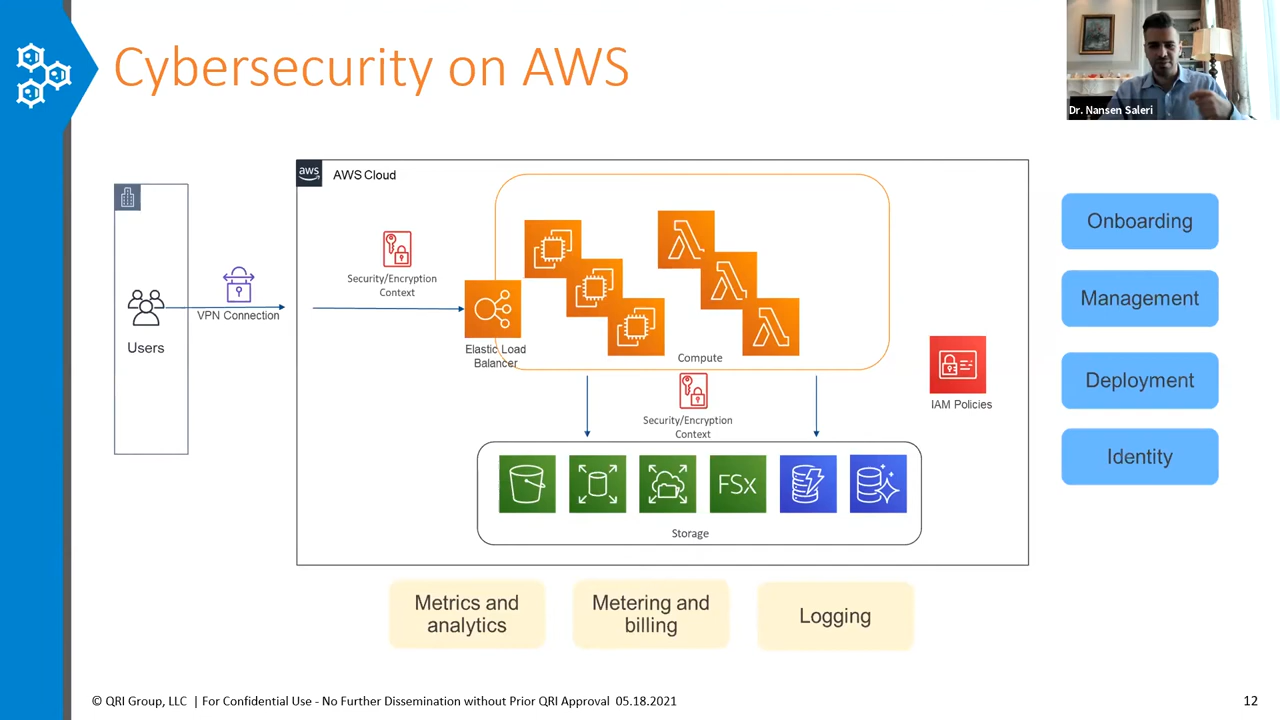 Cybersecurity on AWS
Dr. Nansen Saleri
aws
AWS Cloud
Security/Encryption
Context
VPN Connection
Users
Elastic Load
Balancer
Compute
Security/Encryption
Context
IAM Policies
FSx
Storage
Onboarding
Management
Deployment
Identity
Metrics and
analytics
Metering and
billing
Logging
© QRI Group, LLC | For Confidential Use - No Further Dissemination without Prior QRI Approval 05.18.2021
12